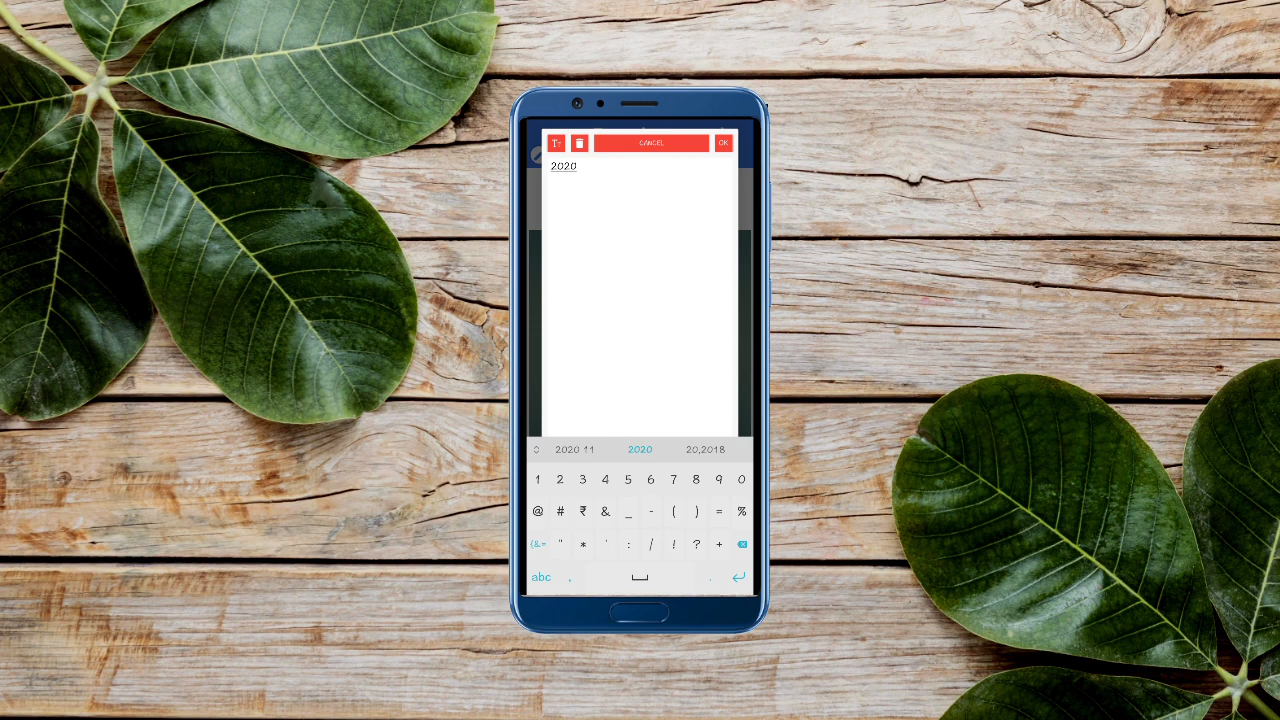 Tт CANCEL OK
2020
2020 11 2020 20,2018
1 2 3 4 5 6 7 8 9 0
@ # ₹ & _ - ( ) = %
{&= " * ' : / ! ? +
abc , .